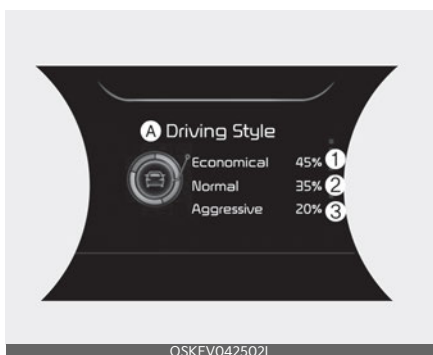 A Driving Style
Economical 45% 1
Normal 35% 2
Aggressive 20% 3
OSKEV042502L